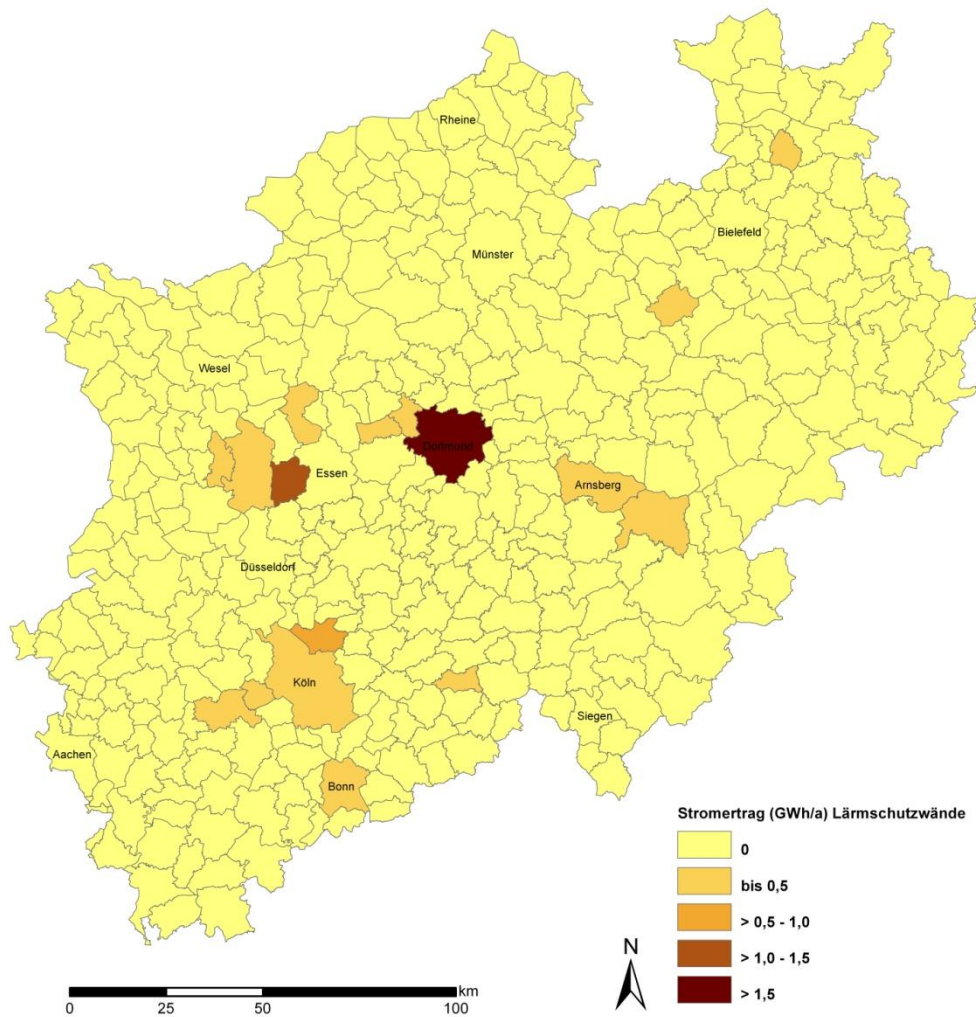 Rheine
Bielefeld
Münster
Wesel
Dortmund
Essen
Arnsberg
Düsseldorf
Köln
Siegen
Aachen
Bonn
Stromertrag (GWh/a) Lärmschutzwände
0
bis 0,5
> 0,5 - 1,0
> 1,0 - 1,5
> 1,5
N
km
0 25 50 100